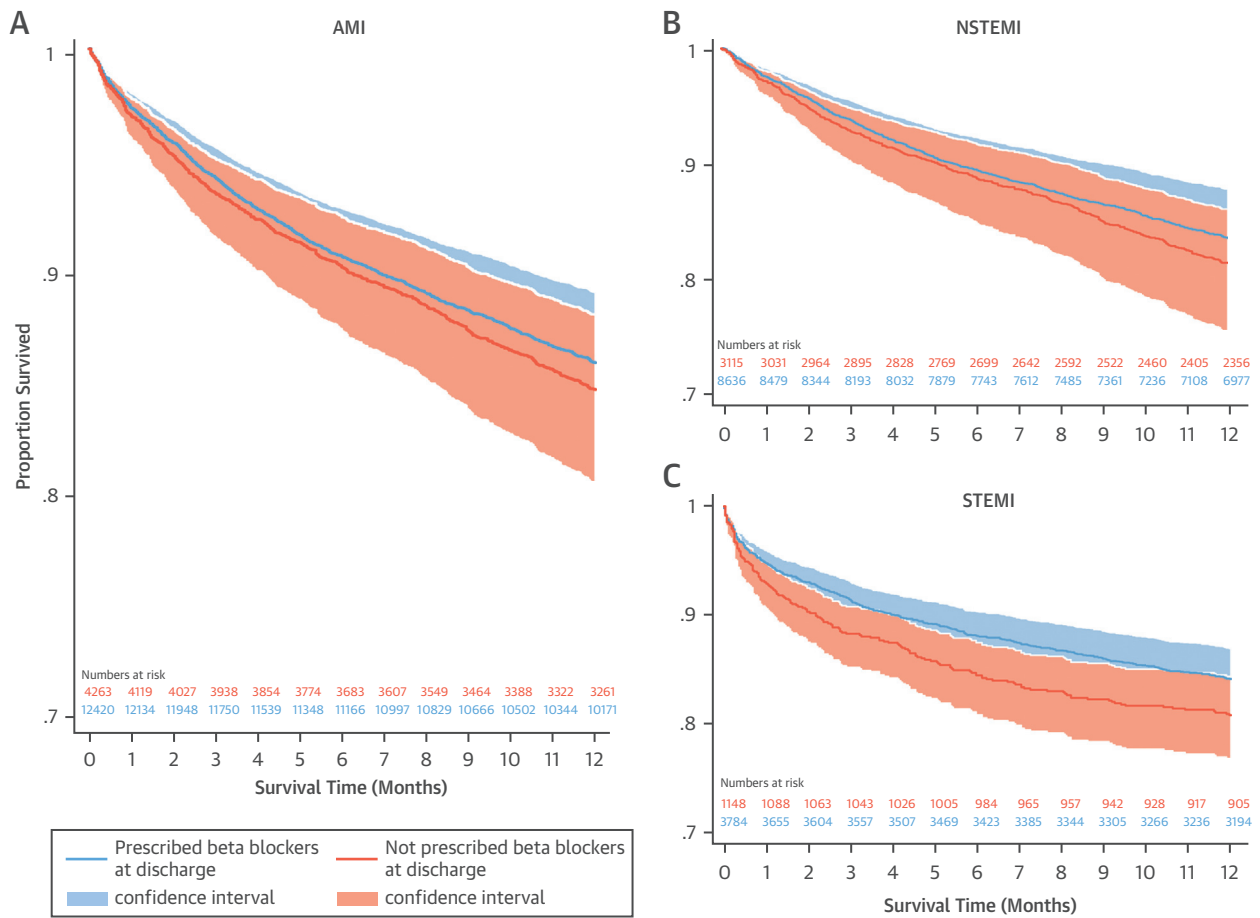 A
AMI
Proportion Survived
1
.9
.8
.7
Numbers at risk
4263 4119 4027 3938 3854 3774 3683 3607 3549 3464 3388 3322 3261
12420 12134 11948 11750 11539 11348 11166 10997 10829 10666 10502 10344 10171
0 1 2 3 4 5 6 7 8 9 10 11 12
Survival Time (Months)
B
NSTEMI
1
.9
.8
Numbers at risk
3115 3031 2964 2895 2828 2769 2699 2642 2592 2522 2460 2405 2356
8636 8479 8344 8193 8032 7879 7743 7612 7485 7361 7236 7108 6977
.7
0 1 2 3 4 5 6 7 8 9 10 11 12
C
STEMI
1
.9
.8
Numbers at risk
1148 1088 1063 1043 1026 1005 984 965 957 942 928 917 905
3784 3655 3604 3557 3507 3469 3423 3385 3344 3305 3266 3236 3194
.7
0 1 2 3 4 5 6 7 8 9 10 11 12
Survival Time (Months)
Prescribed beta blockers
at discharge
confidence interval
Not prescribed beta blockers
at discharge
confidence interval